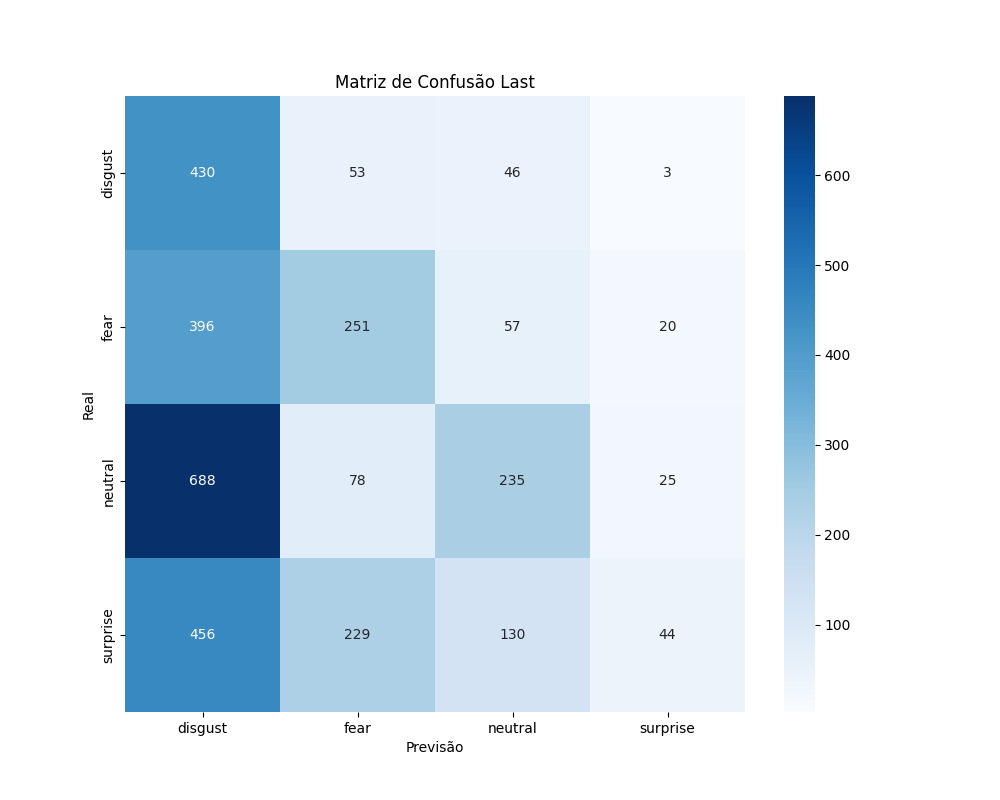 Matriz de Confusão Last
disgust 430 53 46 3
fear 396 251 57 20
neutral 688 78 235 25
surprise 456 229 130 44
disgust fear neutral surprise
Previsão
Real
600
500
400
300
200
100